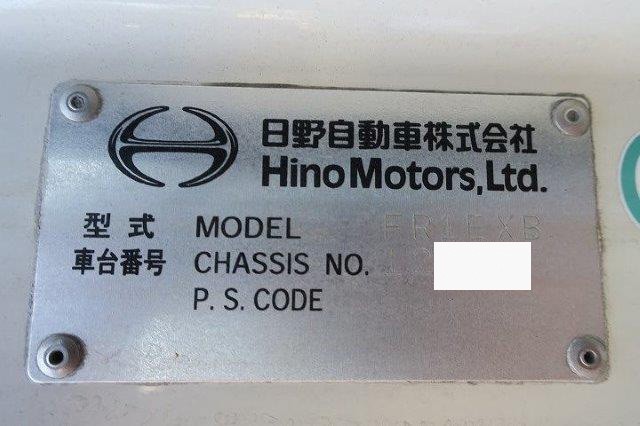 日野自動車株式会社
Hino Motors, Ltd.
型式 MODEL FR1EXB
車台番号 CHASSIS NO. 12
P. S. CODE